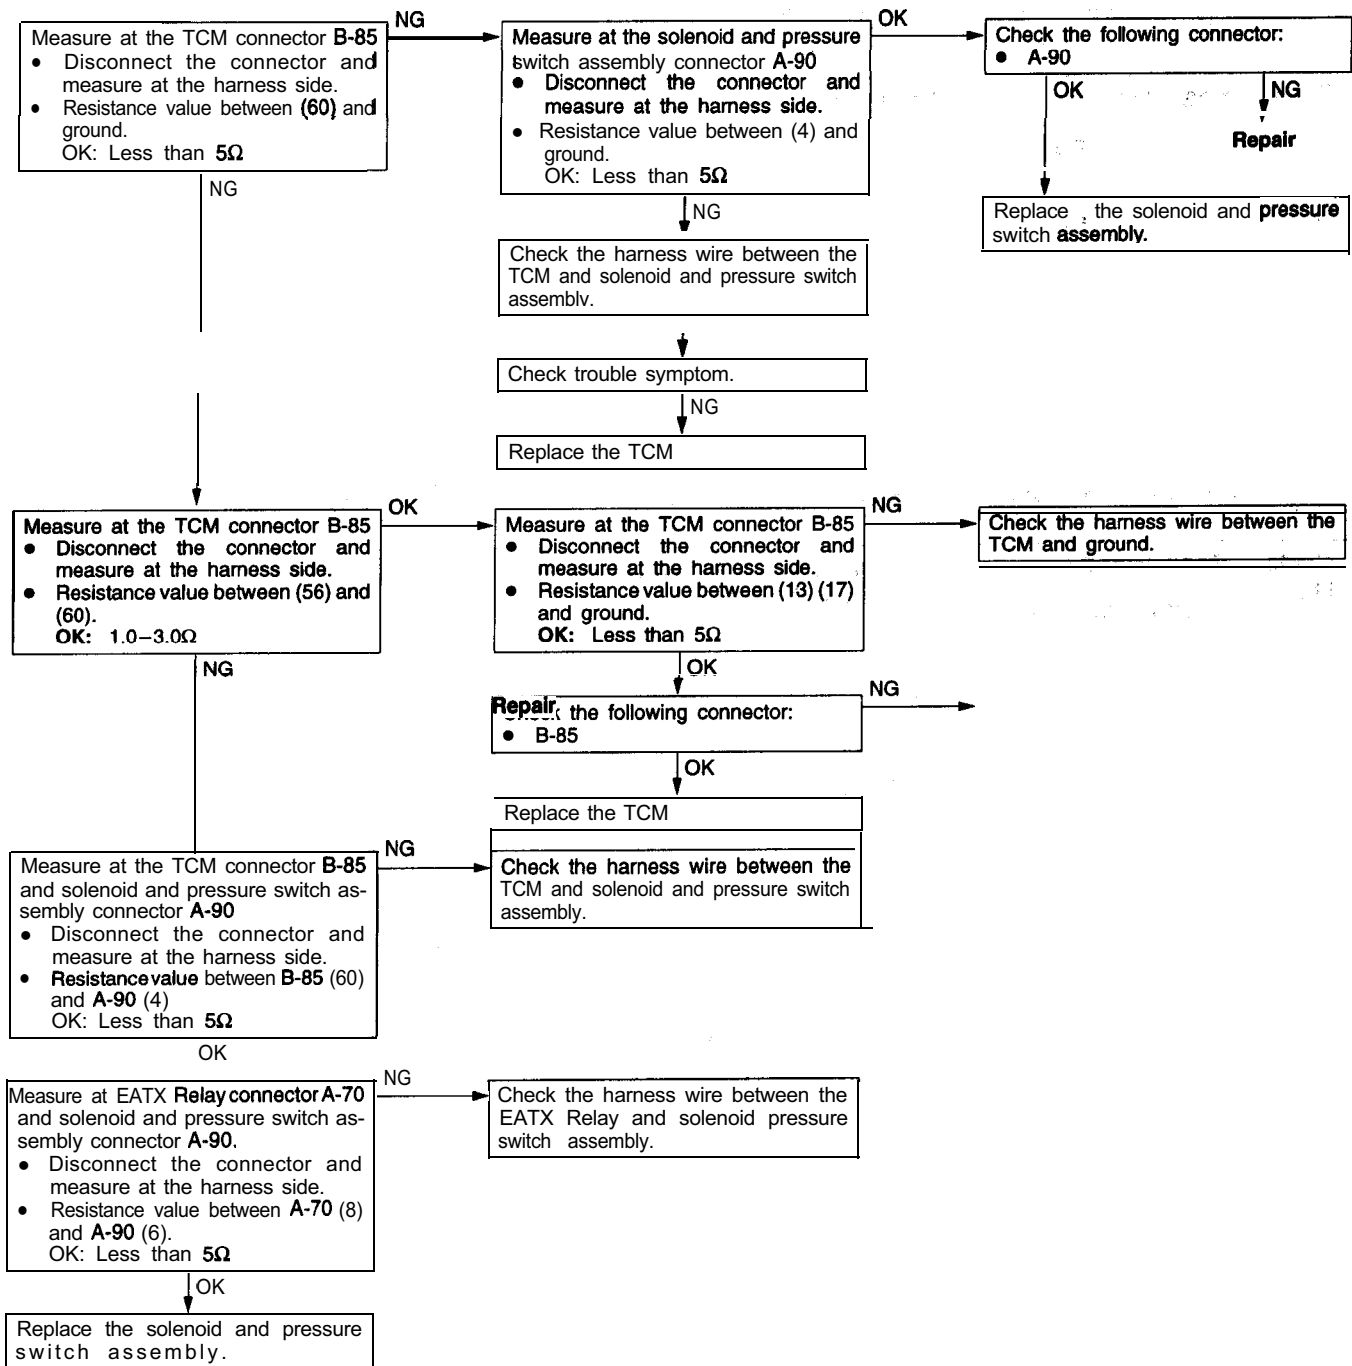 NG
Measure at the TCM connector B-85
● Disconnect the connector and
measure at the harness side.
● Resistance value between (60) and
ground.
OK: Less than 5Ω
NG
Measure at the solenoid and pressure
switch assembly connector A-90
● Disconnect the connector and
measure at the harness side.
● Resistance value between (4) and
ground.
OK: Less than 5Ω
OK
Check the following connector:
● A-90
OK
NG
Repair
Replace the solenoid and pressure
switch assembly.
NG
Check the harness wire between the
TCM and solenoid and pressure switch
assembly.
Check trouble symptom.
NG
Replace the TCM
Measure at the TCM connector B-85
● Disconnect the connector and
measure at the harness side.
● Resistance value between (56) and
(60).
OK: 1.0–3.0Ω
OK
NG
Measure at the TCM connector B-85
● Disconnect the connector and
measure at the harness side.
● Resistance value between (13) (17)
and ground.
OK: Less than 5Ω
NG
Check the harness wire between the
TCM and ground.
OK
Repair
the following connector:
● B-85
NG
OK
Replace the TCM
Measure at the TCM connector B-85
and solenoid and pressure switch as-
sembly connector A-90
● Disconnect the connector and
measure at the harness side.
● Resistance value between B-85 (60)
and A-90 (4)
OK: Less than 5Ω
NG
Check the harness wire between the
TCM and solenoid and pressure switch
assembly.
OK
Measure at EATX Relay connector A-70
and solenoid and pressure switch as-
sembly connector A-90.
● Disconnect the connector and
measure at the harness side.
● Resistance value between A-70 (8)
and A-90 (6).
OK: Less than 5Ω
NG
Check the harness wire between the
EATX Relay and solenoid pressure
switch assembly.
OK
Replace the solenoid and pressure
switch assembly.